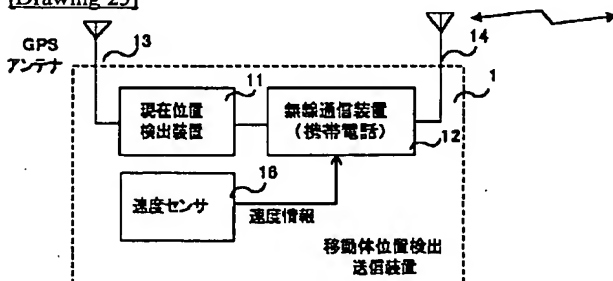 [Drawing 25]
GPS
アンテナ
13
14
11
1
現在位置
検出装置
無線通信装置
(携帯電話)
12
16
速度センサ
速度情報
移動体位置検出
送信装置